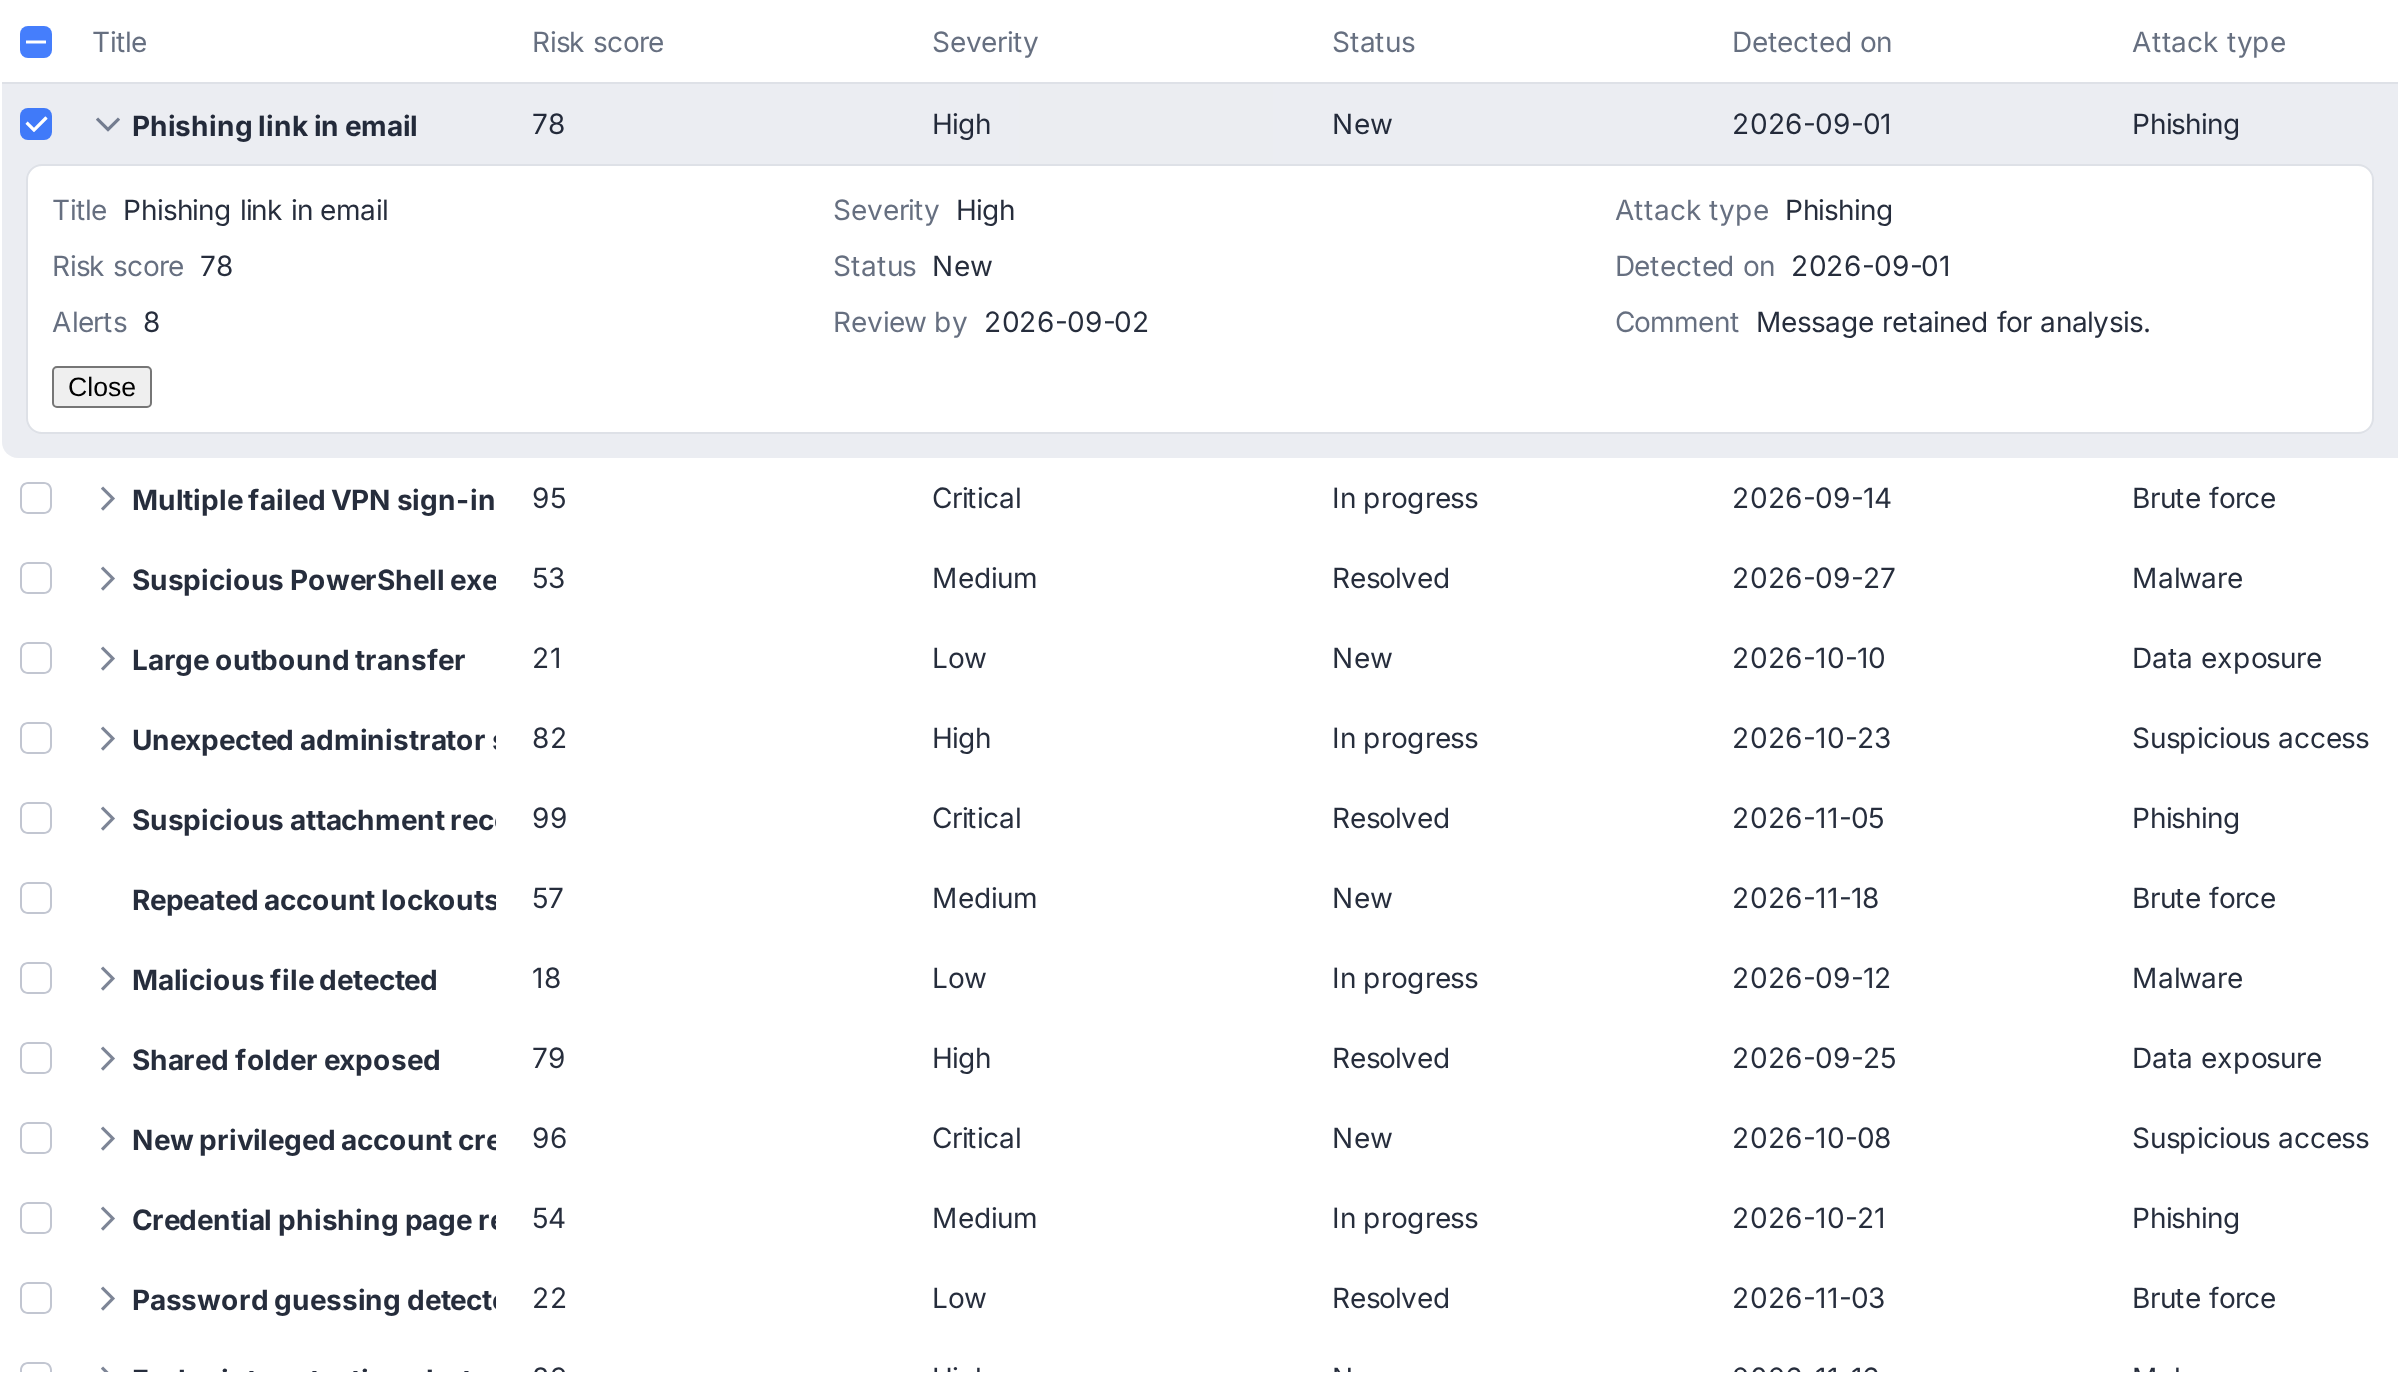 Title Risk score Severity Status Detected on Attack type
Phishing link in email 78 High New 2026-09-01 Phishing
Title Phishing link in email Severity High Attack type Phishing
Risk score 78 Status New Detected on 2026-09-01
Alerts 8 Review by 2026-09-02 Comment Message retained for analysis.
Close
Multiple failed VPN sign-in 95 Critical In progress 2026-09-14 Brute force
Suspicious PowerShell exe 53 Medium Resolved 2026-09-27 Malware
Large outbound transfer 21 Low New 2026-10-10 Data exposure
Unexpected administrator 82 High In progress 2026-10-23 Suspicious access
Suspicious attachment rec 99 Critical Resolved 2026-11-05 Phishing
Repeated account lockouts 57 Medium New 2026-11-18 Brute force
Malicious file detected 18 Low In progress 2026-09-12 Malware
Shared folder exposed 79 High Resolved 2026-09-25 Data exposure
New privileged account cre 96 Critical New 2026-10-08 Suspicious access
Credential phishing page re 54 Medium In progress 2026-10-21 Phishing
Password guessing detect 22 Low Resolved 2026-11-03 Brute force